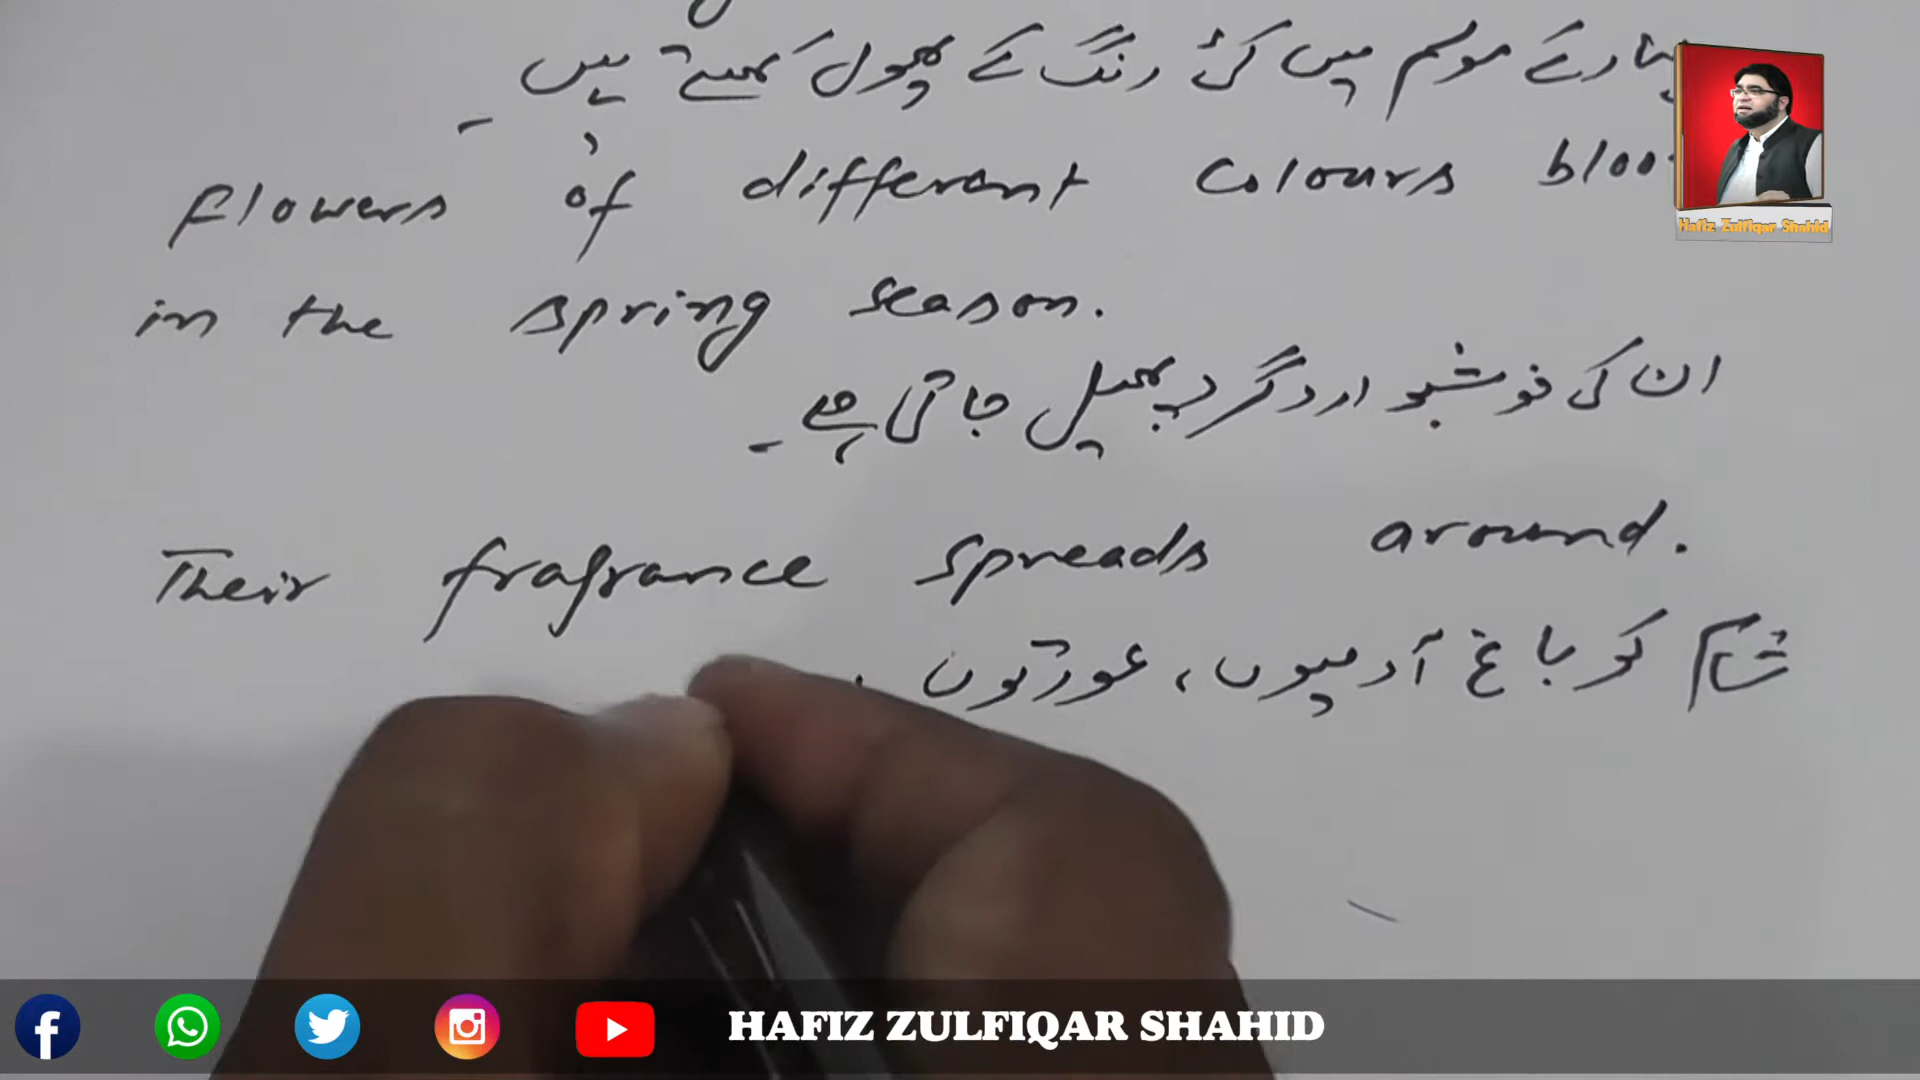 بہار کے موسم میں کئی رنگ کے پھول کھلتے ہیں ۔
flowers of different colours
in the spring season.
ان کی خوشبو ارد گرد پھیل جاتی ہے ۔
Their fragrance spreads around.
شام کو باغ آدمیوں، عورتوں
Hafiz Zulfiqar Shahid
HAFIZ ZULFIQAR SHAHID